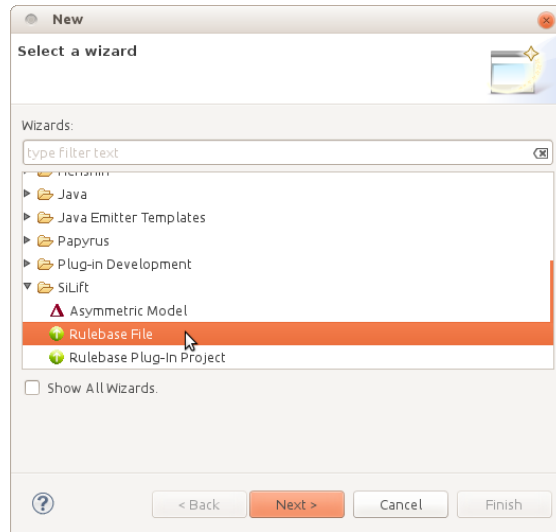 New
Select a wizard
Wizards:
type filter text
Henshin
Java
Java Emitter Templates
Papyrus
Plug-in Development
SiLift
Asymmetric Model
Rulebase File
Rulebase Plug-In Project
Show All Wizards.
? < Back Next > Cancel Finish